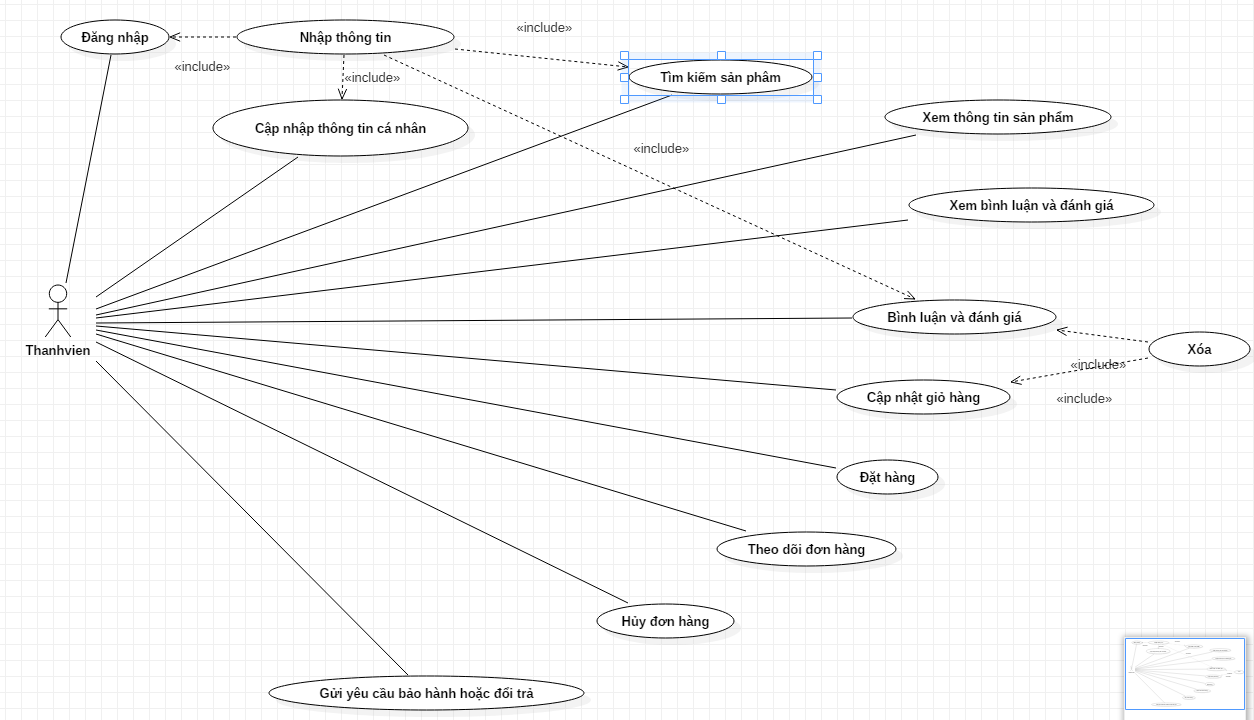 Đăng nhập
Nhập thông tin
«include»
«include»
«include»
Tìm kiếm sản phẩm
Cập nhập thông tin cá nhân
Xem thông tin sản phẩm
«include»
Xem bình luận và đánh giá
Bình luận và đánh giá
Xóa
Thanhvien
«include»
Cập nhật giỏ hàng
«include»
Đặt hàng
Theo dõi đơn hàng
Hủy đơn hàng
Gửi yêu cầu bảo hành hoặc đổi trả